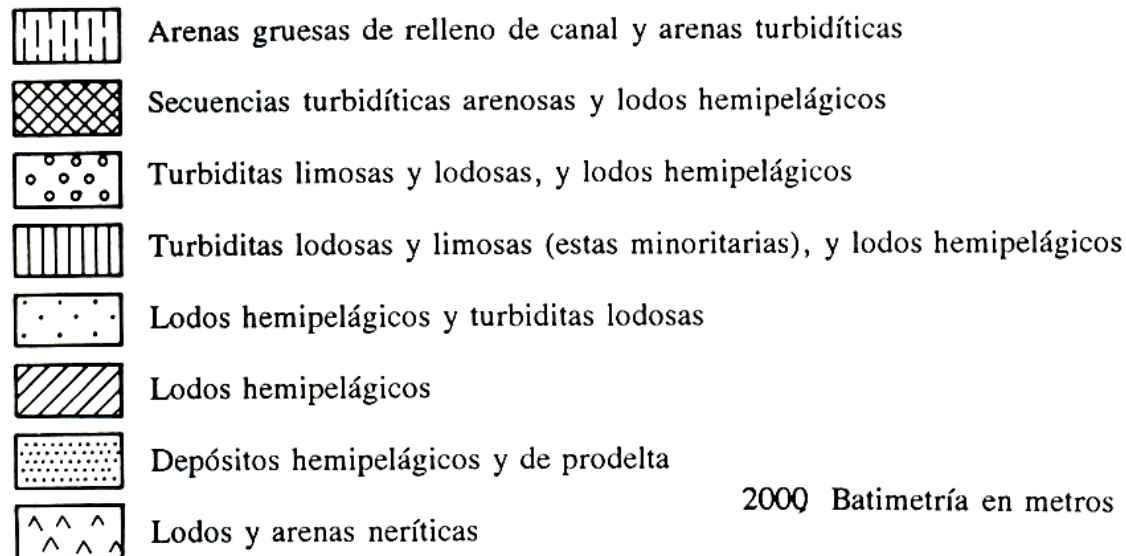 Arenas gruesas de relleno de canal y arenas turbidíticas
Secuencias turbidíticas arenosas y lodos hemipelágicos
Turbiditas limosas y lodosas, y lodos hemipelágicos
Turbiditas lodosas y limosas (estas minoritarias), y lodos hemipelágicos
Lodos hemipelágicos y turbiditas lodosas
Lodos hemipelágicos
Depósitos hemipelágicos y de prodelta
2000 Batimetría en metros
Lodos y arenas neríticas